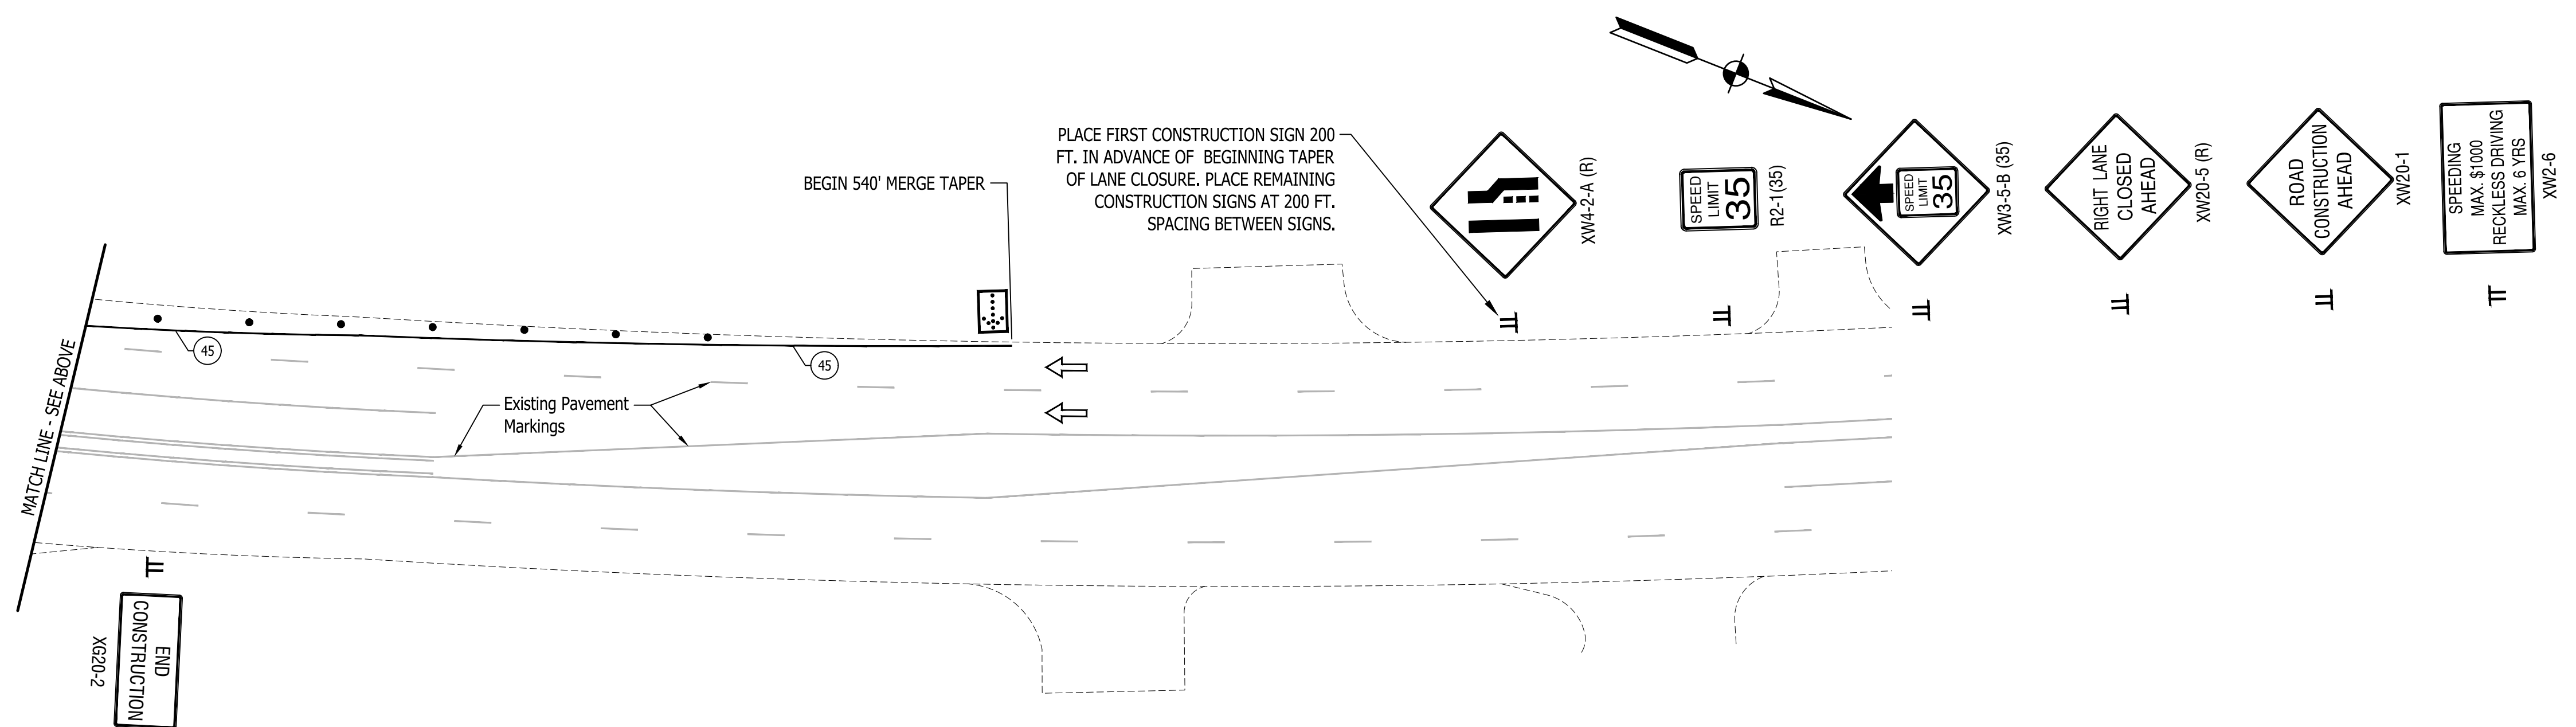 PLACE FIRST CONSTRUCTION SIGN 200
FT. IN ADVANCE OF BEGINNING TAPER
OF LANE CLOSURE. PLACE REMAINING
CONSTRUCTION SIGNS AT 200 FT.
SPACING BETWEEN SIGNS.
BEGIN 540' MERGE TAPER
XW4-2-A (R)
SPEED
LIMIT
35
R2-1(35)
SPEED
LIMIT
35
XW3-5-B (35)
RIGHT LANE
CLOSED
AHEAD
XW20-5 (R)
ROAD
CONSTRUCTION
AHEAD
XW20-1
SPEEDING
MAX. $1000
RECKLESS DRIVING
MAX. 6 YRS
XW2-6
MATCH LINE - SEE ABOVE
45
45
Existing Pavement
Markings
END
CONSTRUCTION
XG20-2